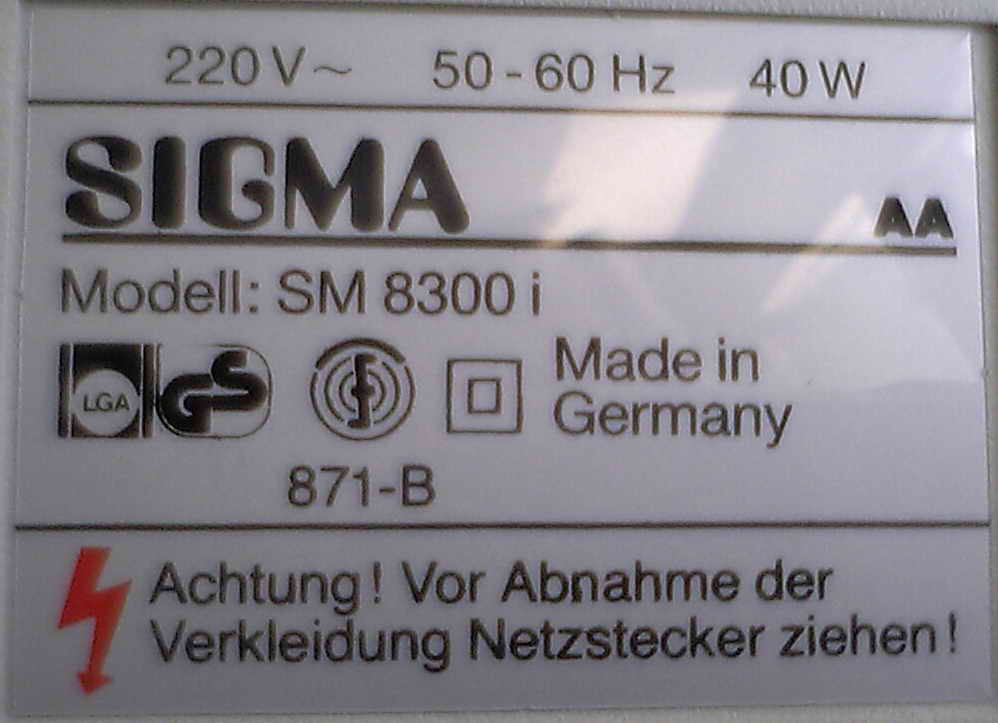 220 V~ 50 - 60 Hz 40 W
SIGMA AA
Modell: SM 8300 i
LGA GS
Made in
Germany
871-B
Achtung! Vor Abnahme der
Verkleidung Netzstecker ziehen!